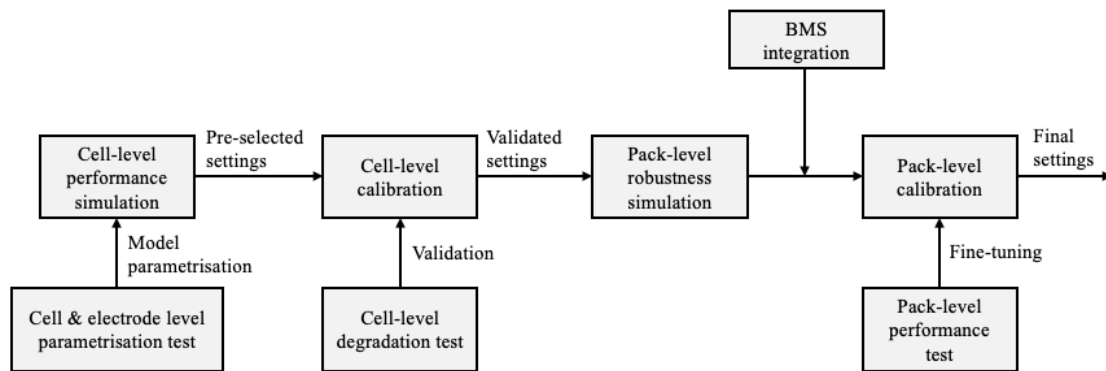 BMS
integration
Cell-level
performance
simulation
Pre-selected
settings
Cell-level
calibration
Validated
settings
Pack-level
robustness
simulation
Pack-level
calibration
Final
settings
Model
parametrisation
Validation
Fine-tuning
Cell & electrode level
parametrisation test
Cell-level
degradation test
Pack-level
performance
test